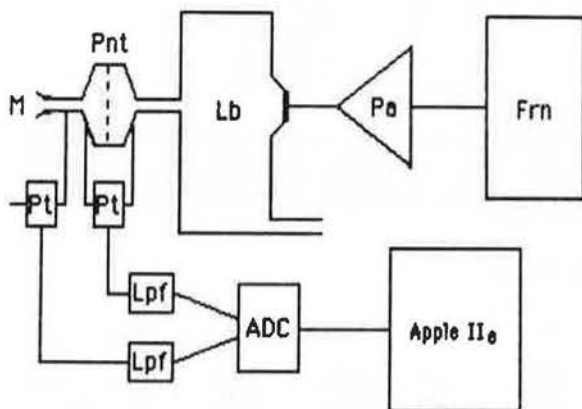 Pnt
M
Lb
Pa
Frn
Pt
Pt
Lpf
Lpf
ADC
Apple IIe